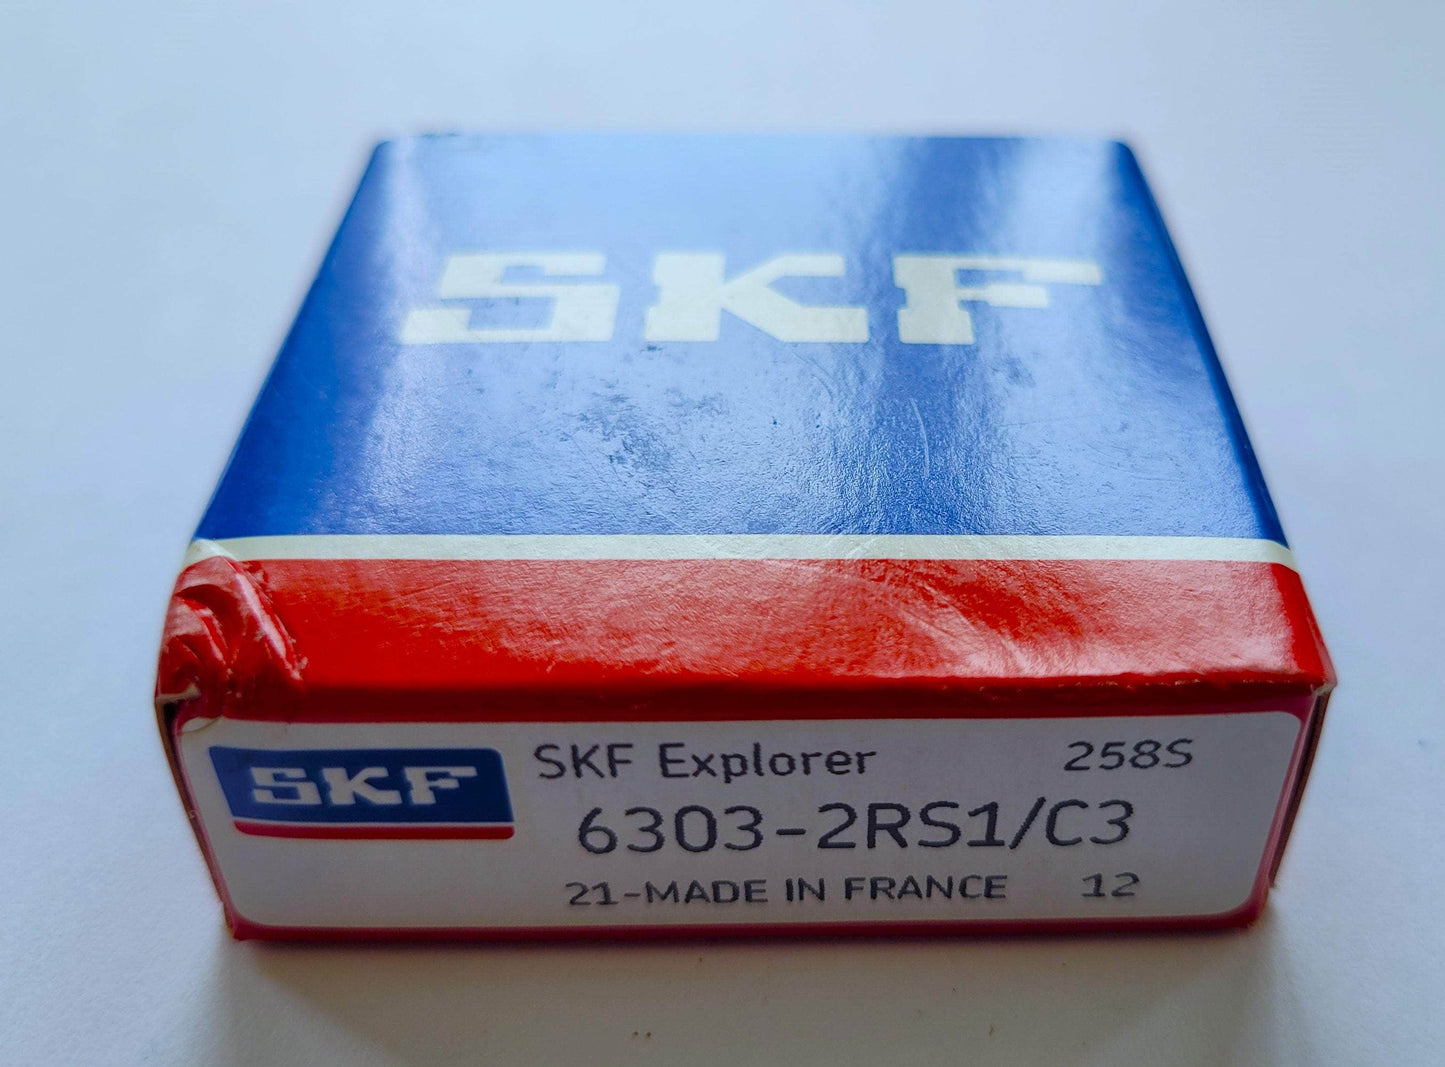 SKF
SKF
SKF Explorer 258S
6303-2RS1/C3
21-MADE IN FRANCE 12